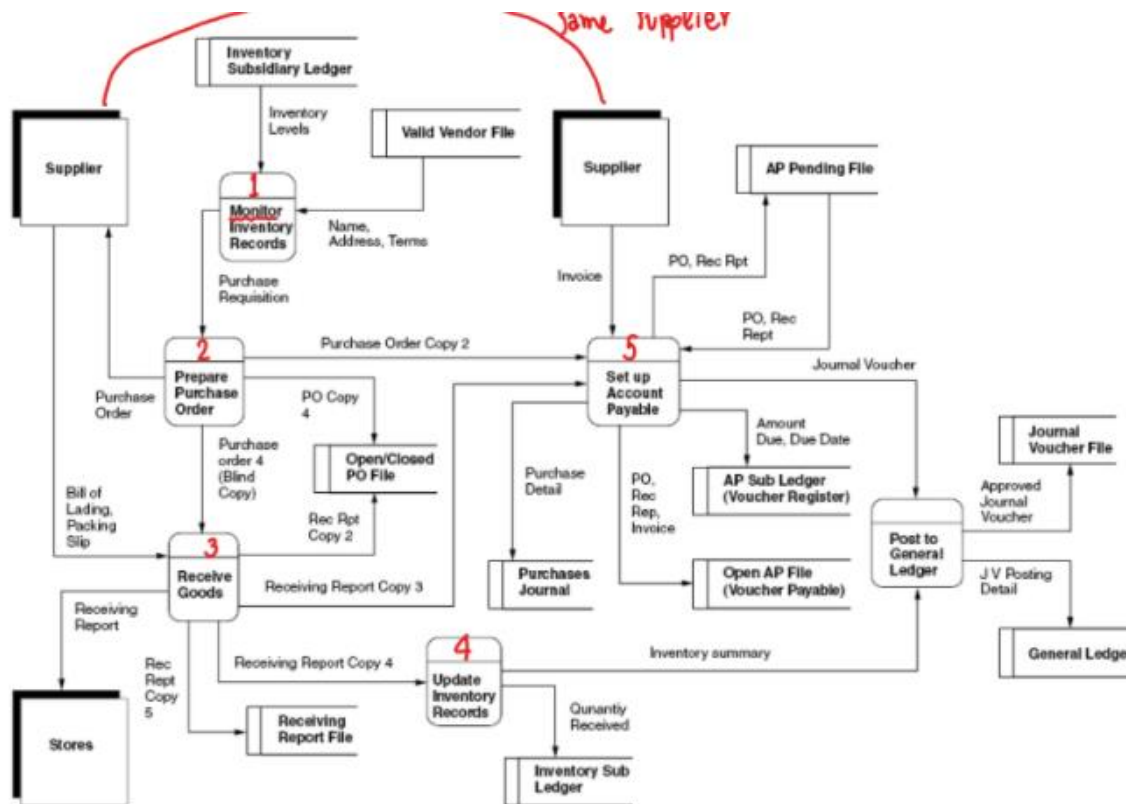 same supplier
Inventory
Subsidiary Ledger
Inventory
Levels
Valid Vendor File
Supplier
Supplier
AP Pending File
1
Monitor
Inventory
Records
Name,
Address, Terms
Purchase
Requisition
Invoice
PO, Rec Rpt
PO, Rec
Rept
2
Prepare
Purchase
Order
Purchase Order Copy 2
5
Set up
Account
Payable
Journal Voucher
Purchase
Order
PO Copy
4
Purchase
order 4
(Blind
Copy)
Open/Closed
PO File
Amount
Due, Due Date
Journal
Voucher File
Purchase
Detail
PO,
Rec
Rep,
Invoice
AP Sub Ledger
(Voucher Register)
Approved
Journal
Voucher
Bill of
Lading,
Packing
Slip
Rec Rpt
Copy 2
3
Receive
Goods
Receiving Report Copy 3
Purchases
Journal
Open AP File
(Voucher Payable)
Post to
General
Ledger
J V Posting
Detail
Receiving
Report
Receiving Report Copy 4
4
Update
Inventory
Records
Inventory summary
General Ledge
Rec
Rept
Copy
5
Qunantiy
Received
Stores
Receiving
Report File
Inventory Sub
Ledger